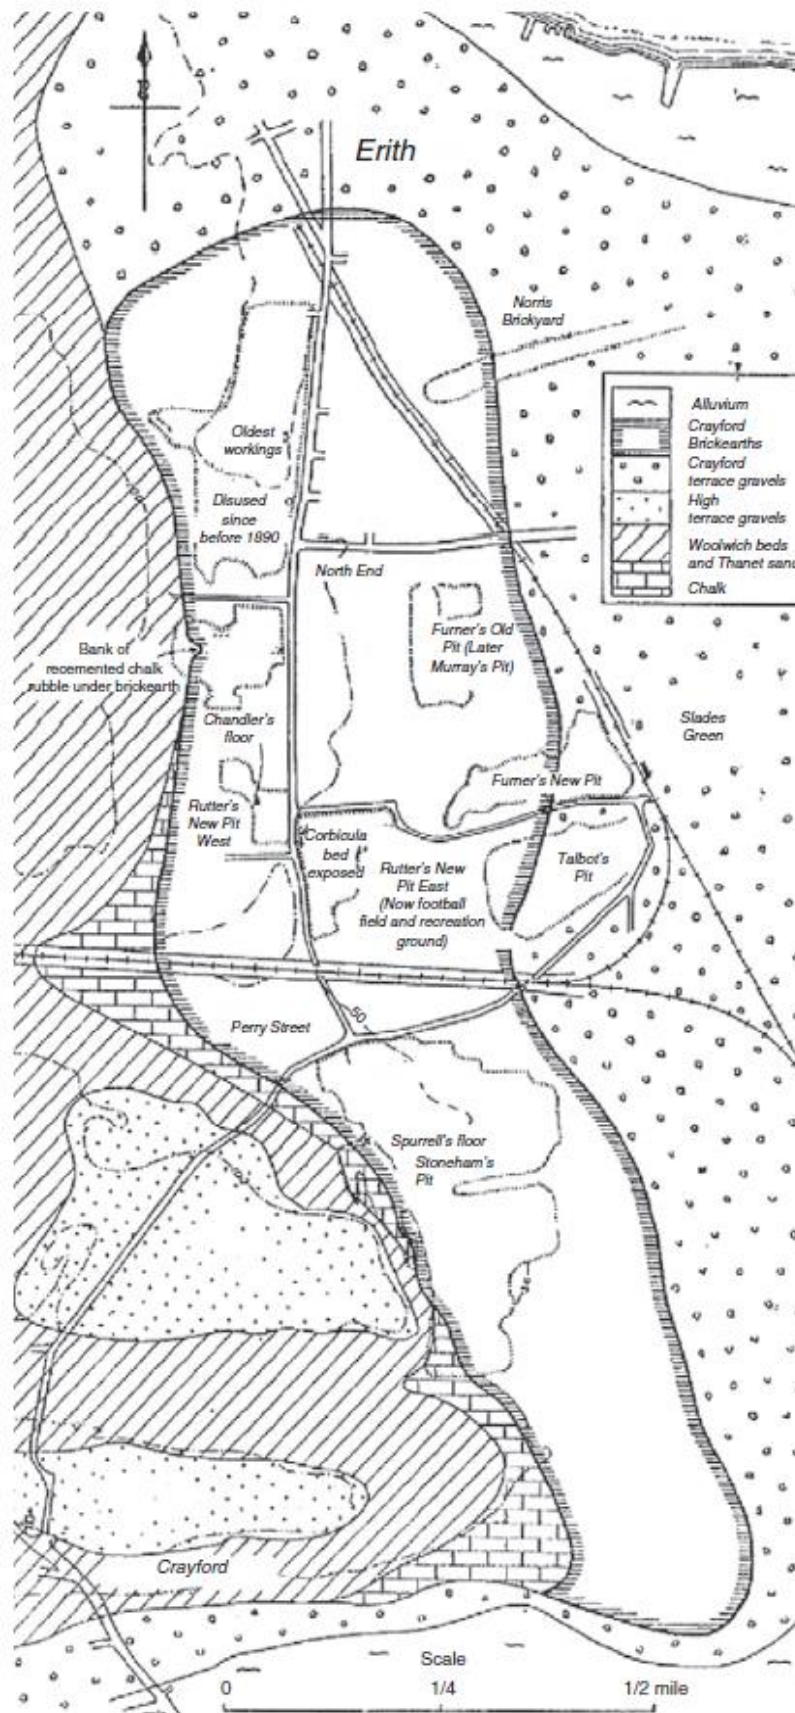 Erith
Norris
Brickyard
Alluvium
Crayford
Brickearths
Crayford
terrace gravels
High
terrace gravels
Woolwich beds
and Thanet sand
Chalk
Oldest
workings
Disused
since
before 1890
North End
Bank of
recemented chalk
rubble under brickearth
Furner's Old
Pit (Later
Murray's Pit)
Chandler's
floor
Slades
Green
Furner's New Pit
Rutter's
New Pit
West
Corbicula
bed
exposed
Rutter's New
Pit East
(Now football
field and recreation
ground)
Talbot's
Pit
50
Perry Street
Spurrell's floor
Stoneham's
Pit
Crayford
Scale
0 1/4 1/2 mile